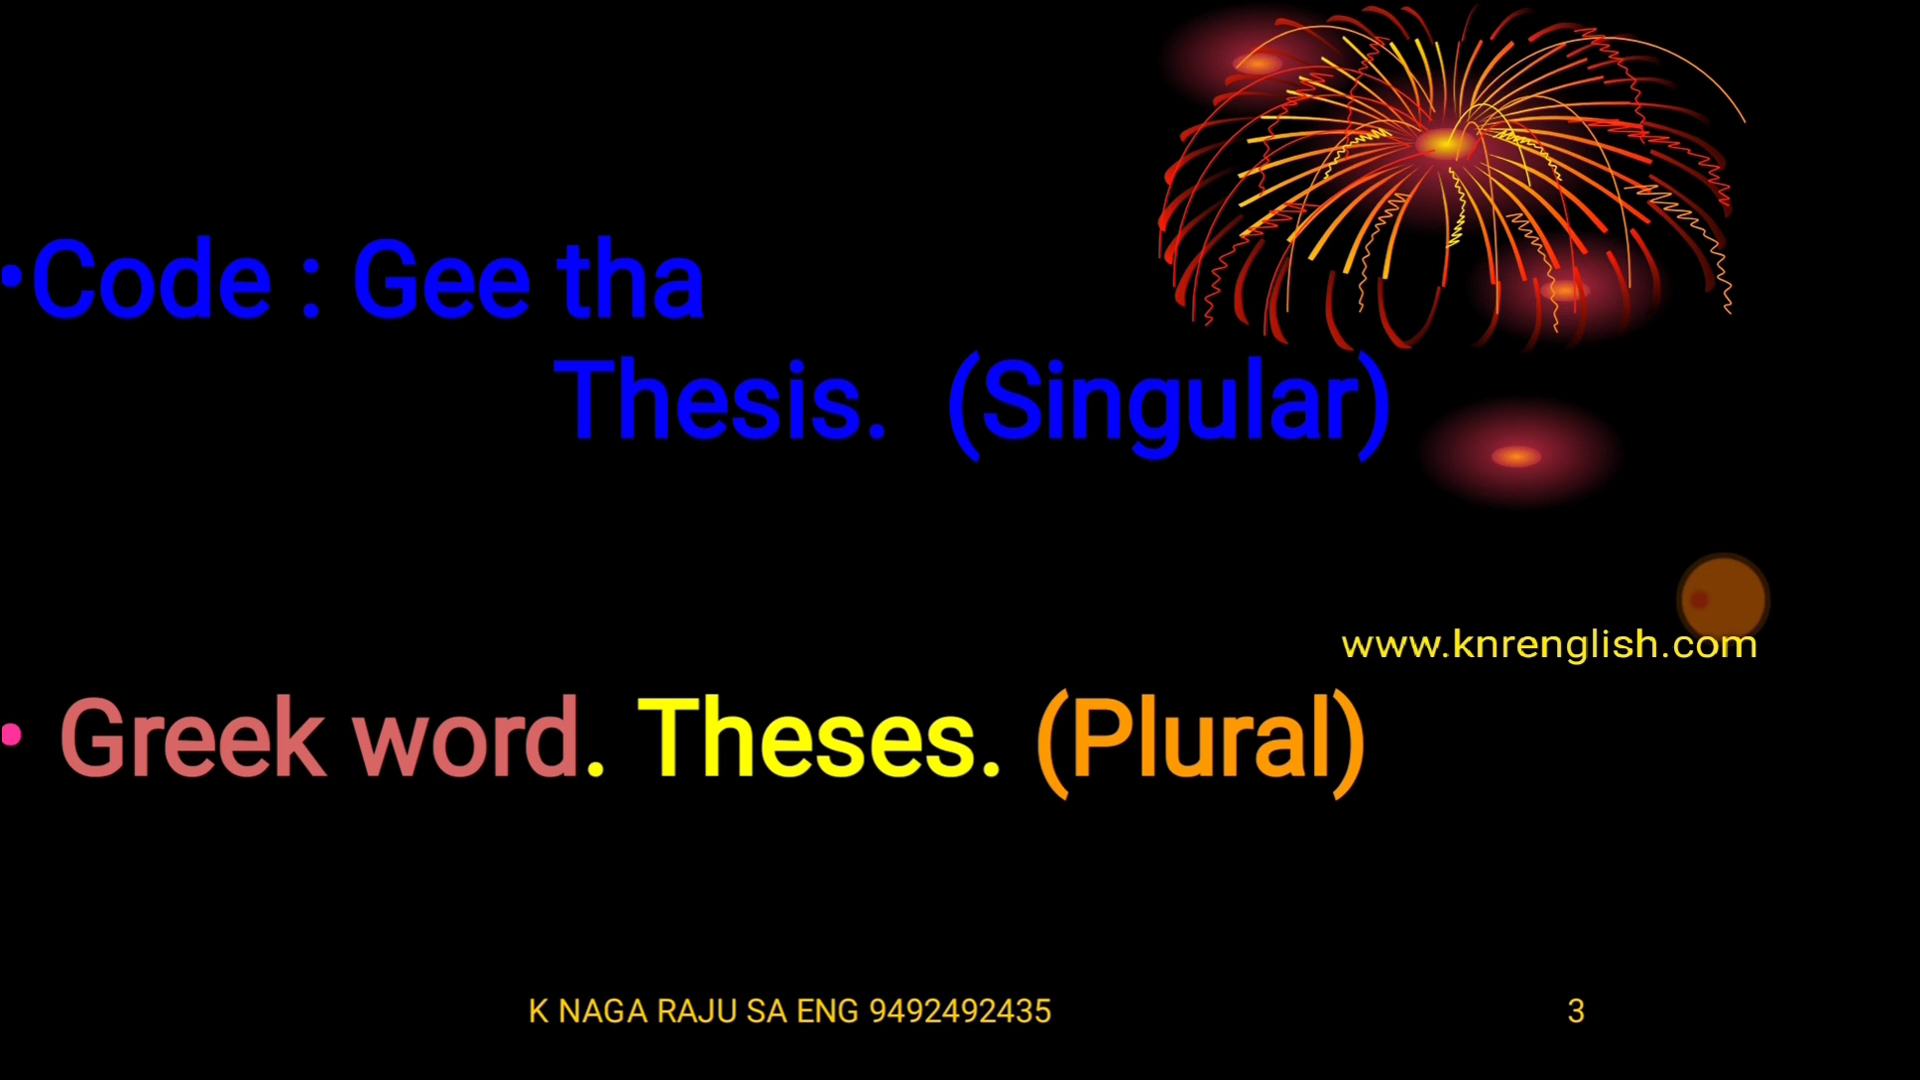 •Code : Gee tha
Thesis. (Singular)
www.knrenglish.com
• Greek word. Theses. (Plural)
K NAGA RAJU SA ENG 9492492435
3